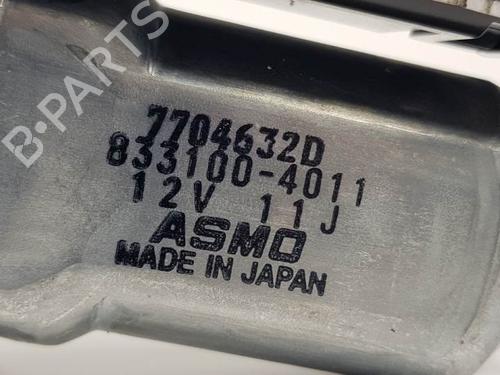 B-PARTS
7704632D
833100-4011
12V 11J
ASMO
MADE IN JAPAN